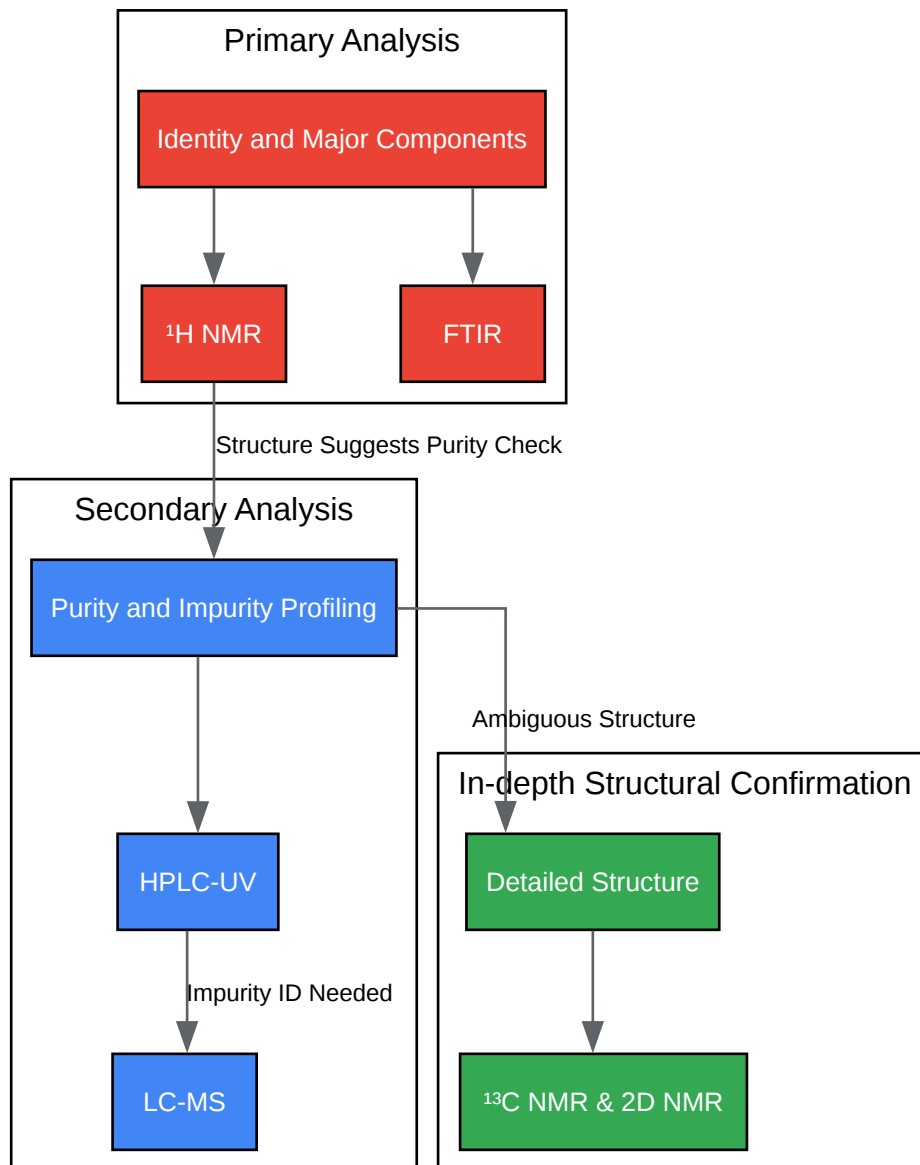 Primary Analysis
Identity and Major Components
¹H NMR
FTIR
Structure Suggests Purity Check
Secondary Analysis
Purity and Impurity Profiling
Ambiguous Structure
In-depth Structural Confirmation
HPLC-UV
Detailed Structure
Impurity ID Needed
LC-MS
¹³C NMR & 2D NMR